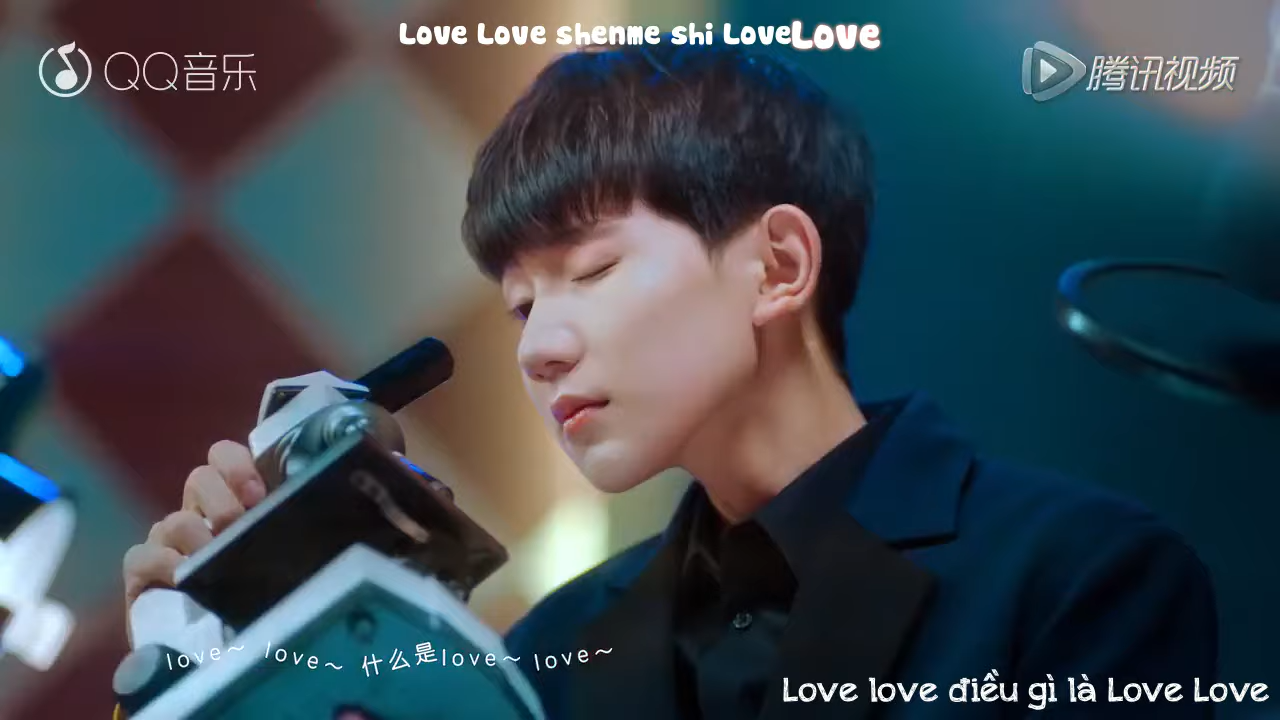 Love Love shenme shi LoveLove
QQ音乐
腾讯视频
love~ love~ 什么是love~ love~
Love love điều gì là Love Love